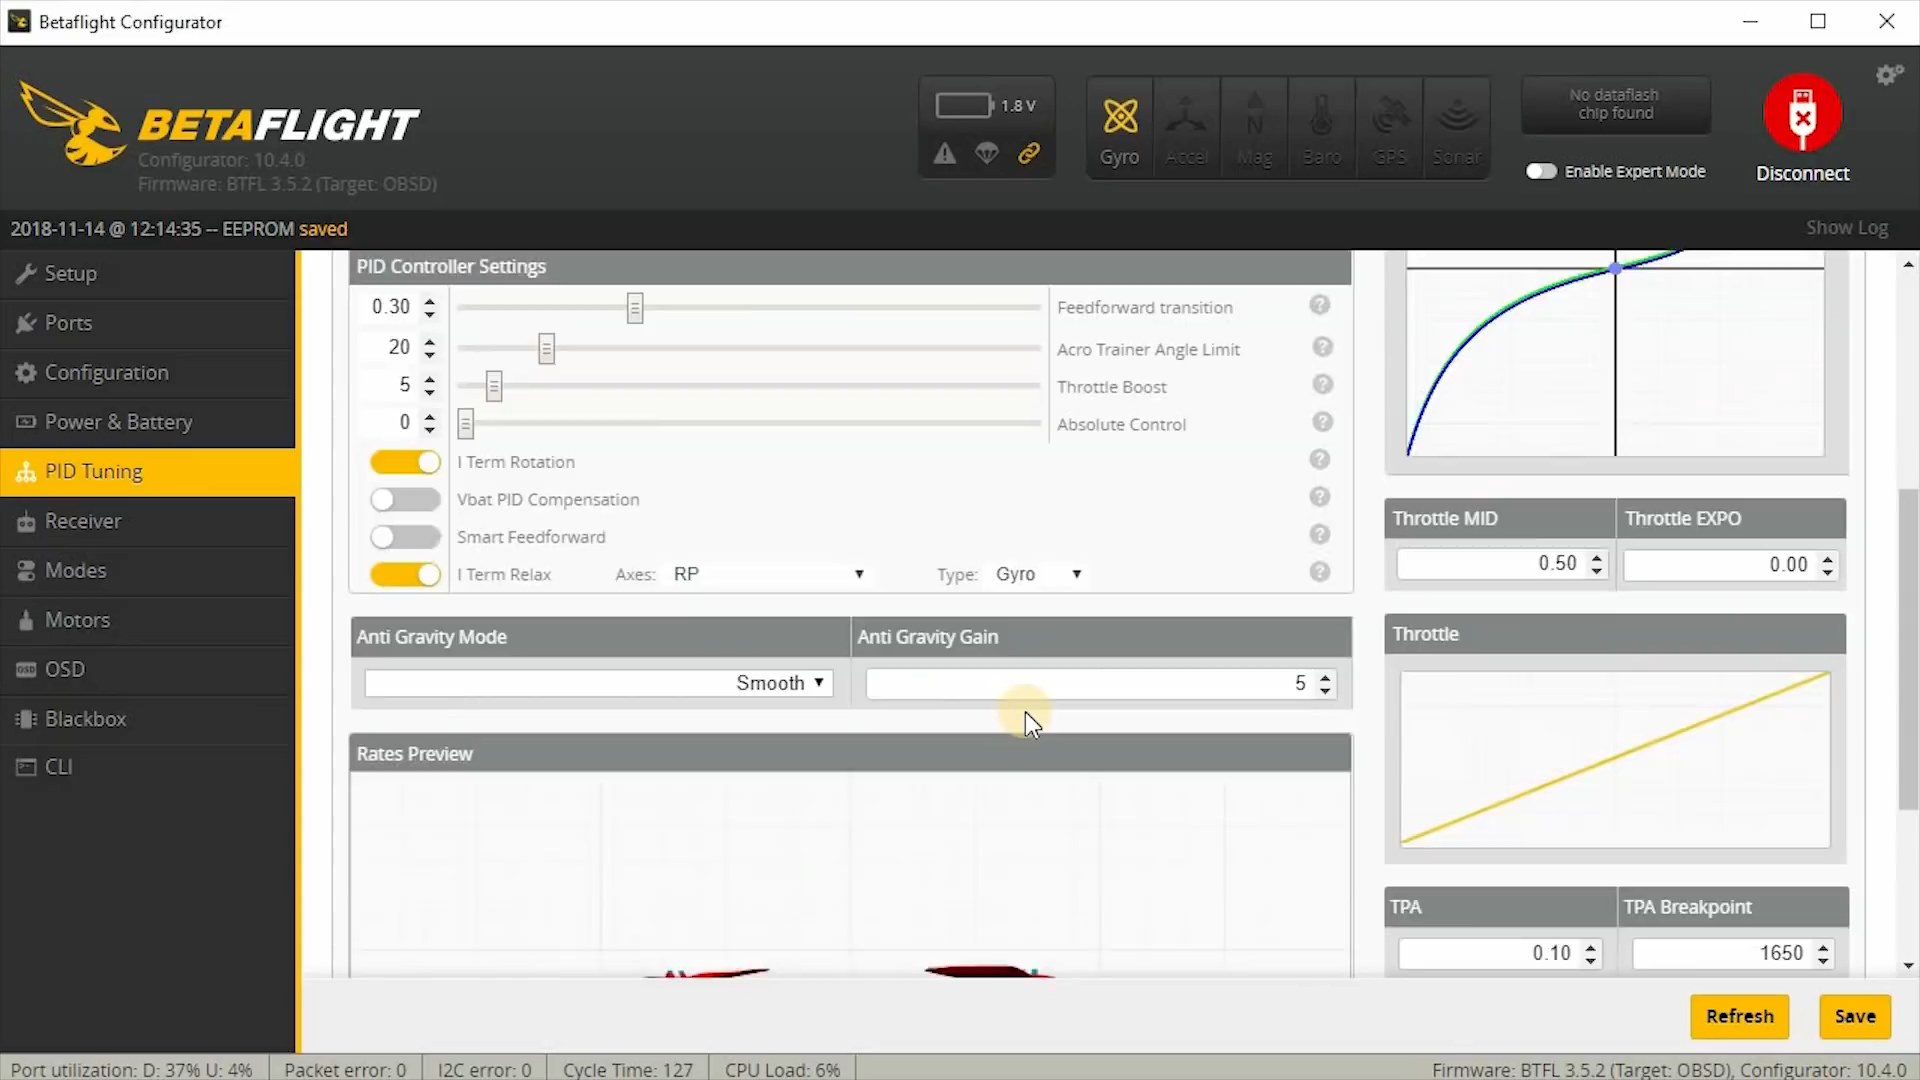 Betaflight Configurator
BETAFLIGHT
Configurator: 10.4.0
Firmware: BTFL 3.5.2 (Target: OBSD)
1.8 V
Gyro
Accel
Mag
Baro
GPS
Sonar
No dataflash
chip found
Enable Expert Mode
Disconnect
2018-11-14 @ 12:14:35 -- EEPROM saved
Show Log
Setup
Ports
Configuration
Power & Battery
PID Tuning
Receiver
Modes
Motors
OSD
Blackbox
CLI
PID Controller Settings
0.30 Feedforward transition
20 Acro Trainer Angle Limit
5 Throttle Boost
0 Absolute Control
I Term Rotation
Vbat PID Compensation
Smart Feedforward
I Term Relax Axes: RP Type: Gyro
Anti Gravity Mode Anti Gravity Gain
Smooth 5
Rates Preview
Throttle MID Throttle EXPO
0.50 0.00
Throttle
TPA TPA Breakpoint
0.10 1650
Refresh Save
Port utilization: D: 37% U: 4% Packet error: 0 I2C error: 0 Cycle Time: 127 CPU Load: 6% Firmware: BTFL 3.5.2 (Target: OBSD), Configurator: 10.4.0